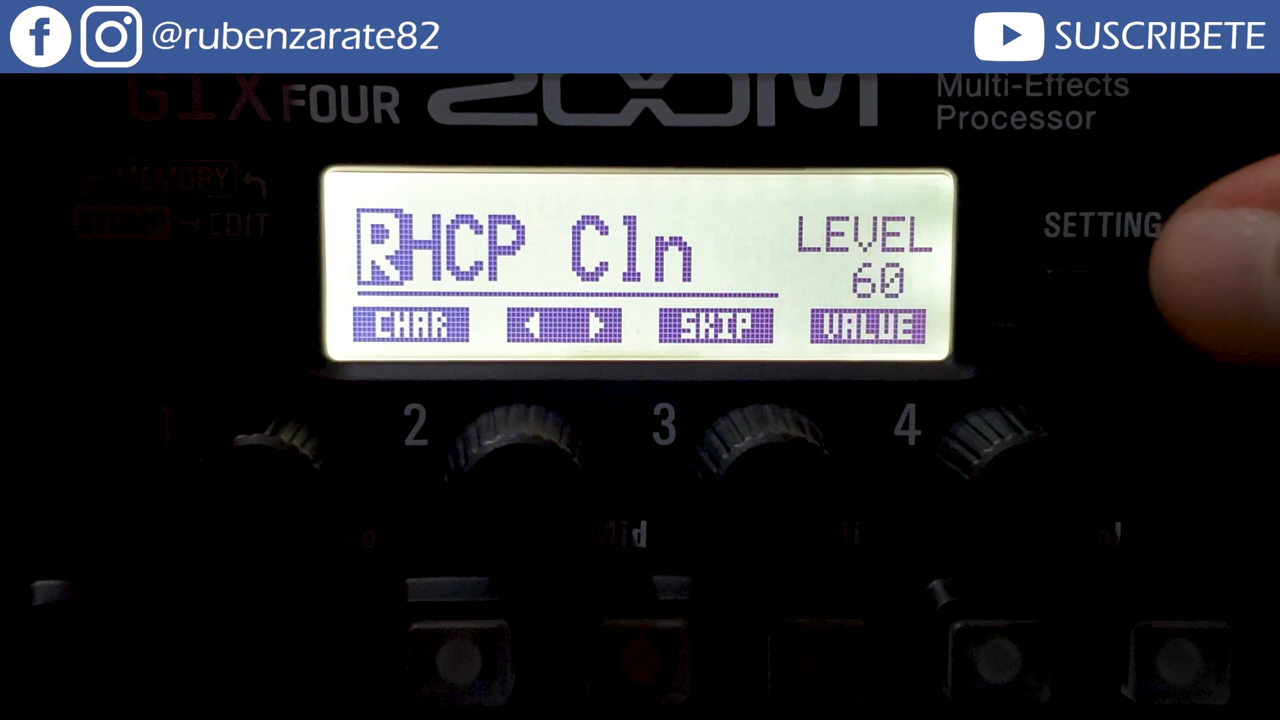 @rubenzarate82
SUSCRIBETE
G1X FOUR
ZOOM
Multi-Effects
Processor
MEMORY
STOMP → EDIT
SETTING
RHCP Cln
LEVEL
60
CHAR
SKIP
VALUE
1
2
3
4
Mid